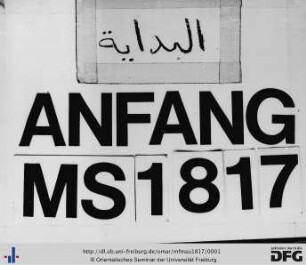 البداية
ANFANG
MS1817
http://dl.ub.uni-freiburg.de/omar/mfmau1817/0001
© Orientalisches Seminar der Universität Freiburg
DFG